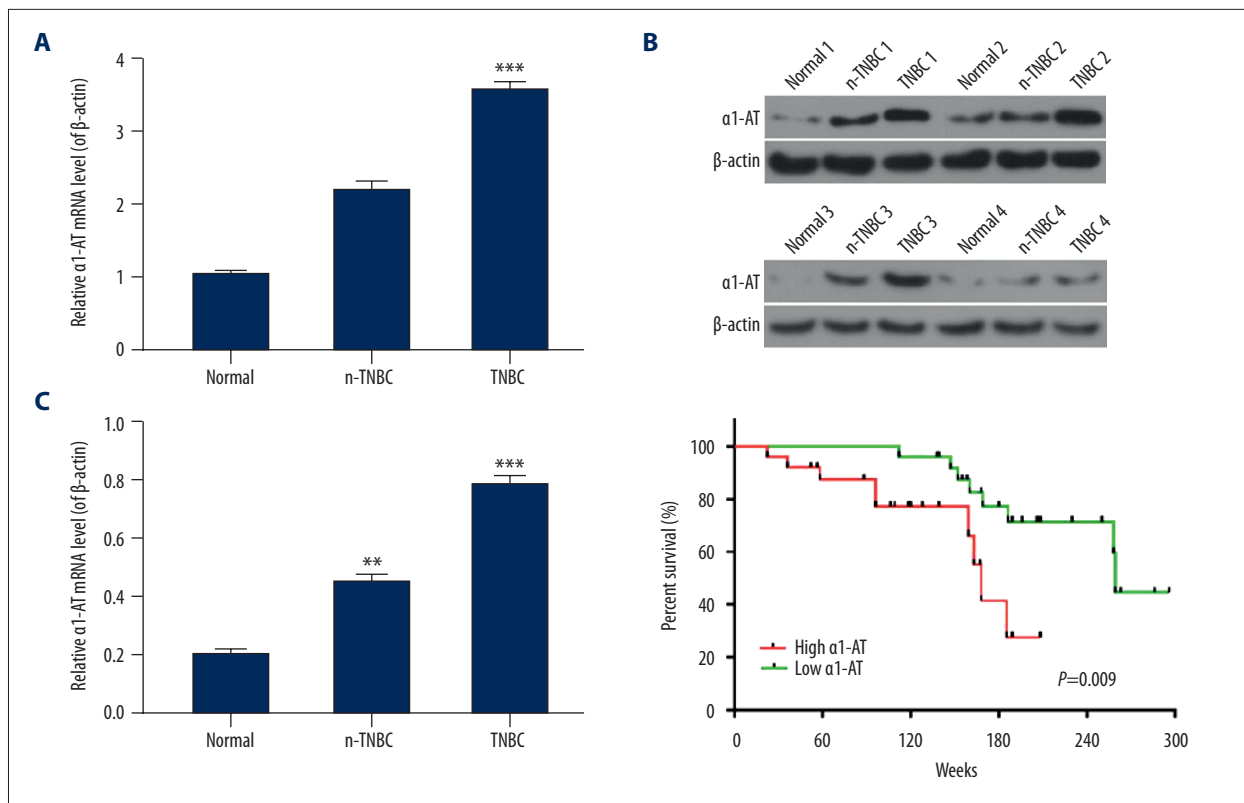 A
Relative α1-AT mRNA level (of β-actin)
4
3
2
1
0
***
Normal
n-TNBC
TNBC
B
Normal 1
n-TNBC 1
TNBC 1
Normal 2
n-TNBC 2
TNBC 2
α1-AT
β-actin
Normal 3
n-TNBC 3
TNBC 3
Normal 4
n-TNBC 4
TNBC 4
α1-AT
β-actin
C
Relative α1-AT mRNA level (of β-actin)
1.0
0.8
0.6
0.4
0.2
0.0
**
***
Normal
n-TNBC
TNBC
Percent survival (%)
100
80
60
40
20
0
High α1-AT
Low α1-AT
P=0.009
0
60
120
180
240
300
Weeks